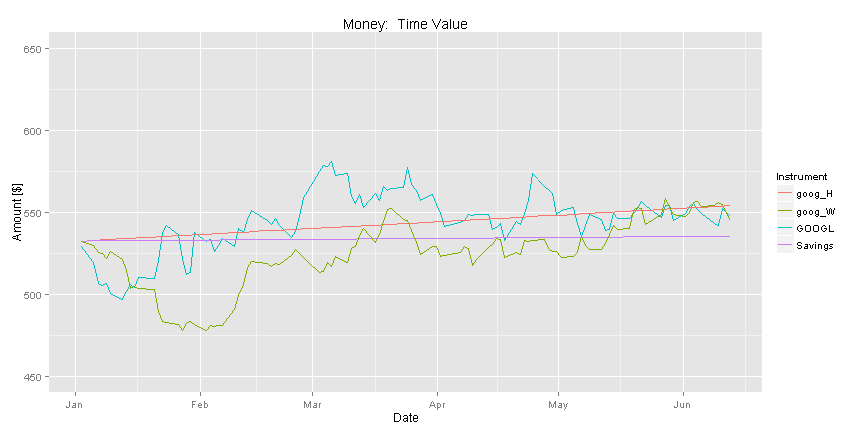 Money:  Time Value
Amount [$]
650
600
550
500
450
Jan Feb Mar Apr May Jun
Date
Instrument
goog_H
goog_W
GOOGL
Savings